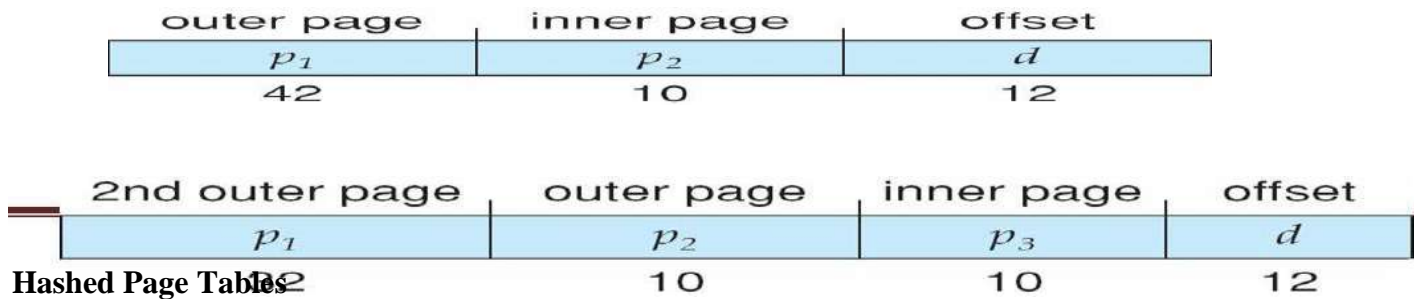 outer page inner page offset
p1 p2 d
42 10 12
2nd outer page outer page inner page offset
p1 p2 p3 d
Hashed Page Tables 10 10 12